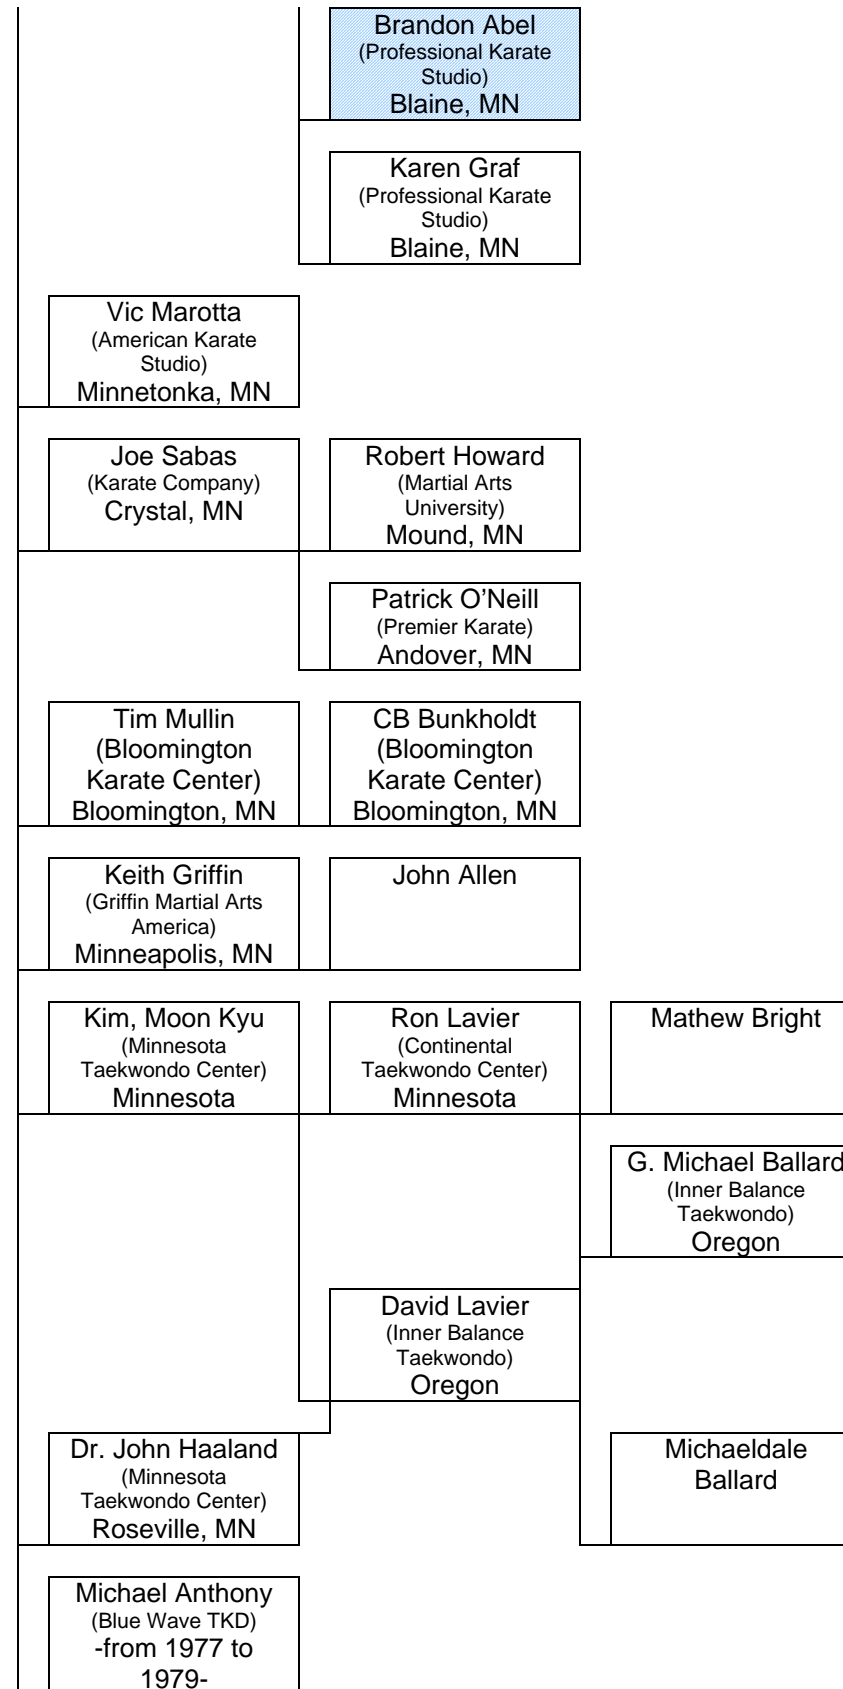 Brandon Abel
(Professional Karate
Studio)
Blaine, MN
Karen Graf
(Professional Karate
Studio)
Blaine, MN
Vic Marotta
(American Karate
Studio)
Minnetonka, MN
Joe Sabas
(Karate Company)
Crystal, MN
Robert Howard
(Martial Arts
University)
Mound, MN
Patrick O’Neill
(Premier Karate)
Andover, MN
Tim Mullin
(Bloomington
Karate Center)
Bloomington, MN
CB Bunkholdt
(Bloomington
Karate Center)
Bloomington, MN
Keith Griffin
(Griffin Martial Arts
America)
Minneapolis, MN
John Allen
Kim, Moon Kyu
(Minnesota
Taekwondo Center)
Minnesota
Ron Lavier
(Continental
Taekwondo Center)
Minnesota
Mathew Bright
G. Michael Ballard
(Inner Balance
Taekwondo)
Oregon
David Lavier
(Inner Balance
Taekwondo)
Oregon
Dr. John Haaland
(Minnesota
Taekwondo Center)
Roseville, MN
Michaeldale
Ballard
Michael Anthony
(Blue Wave TKD)
-from 1977 to
1979-